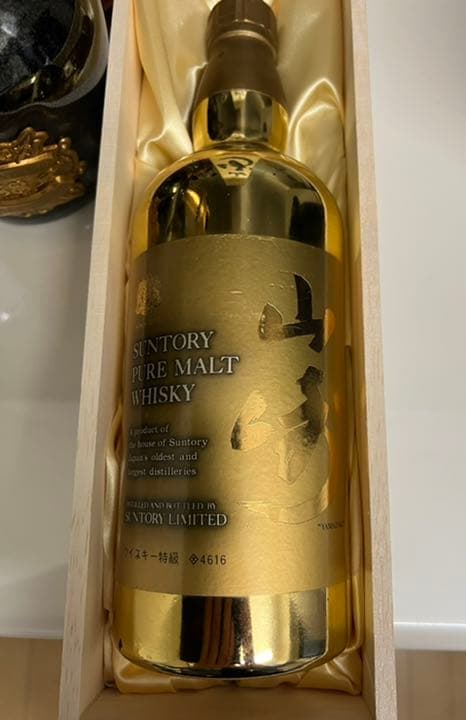 山崎
SUNTORY
PURE MALT
WHISKY
A product of
the house of Suntory
Japan's oldest and
largest distilleries
DISTILLED AND BOTTLED BY
SUNTORY LIMITED
"YAMAZAKI"
ウイスキー特級 4616